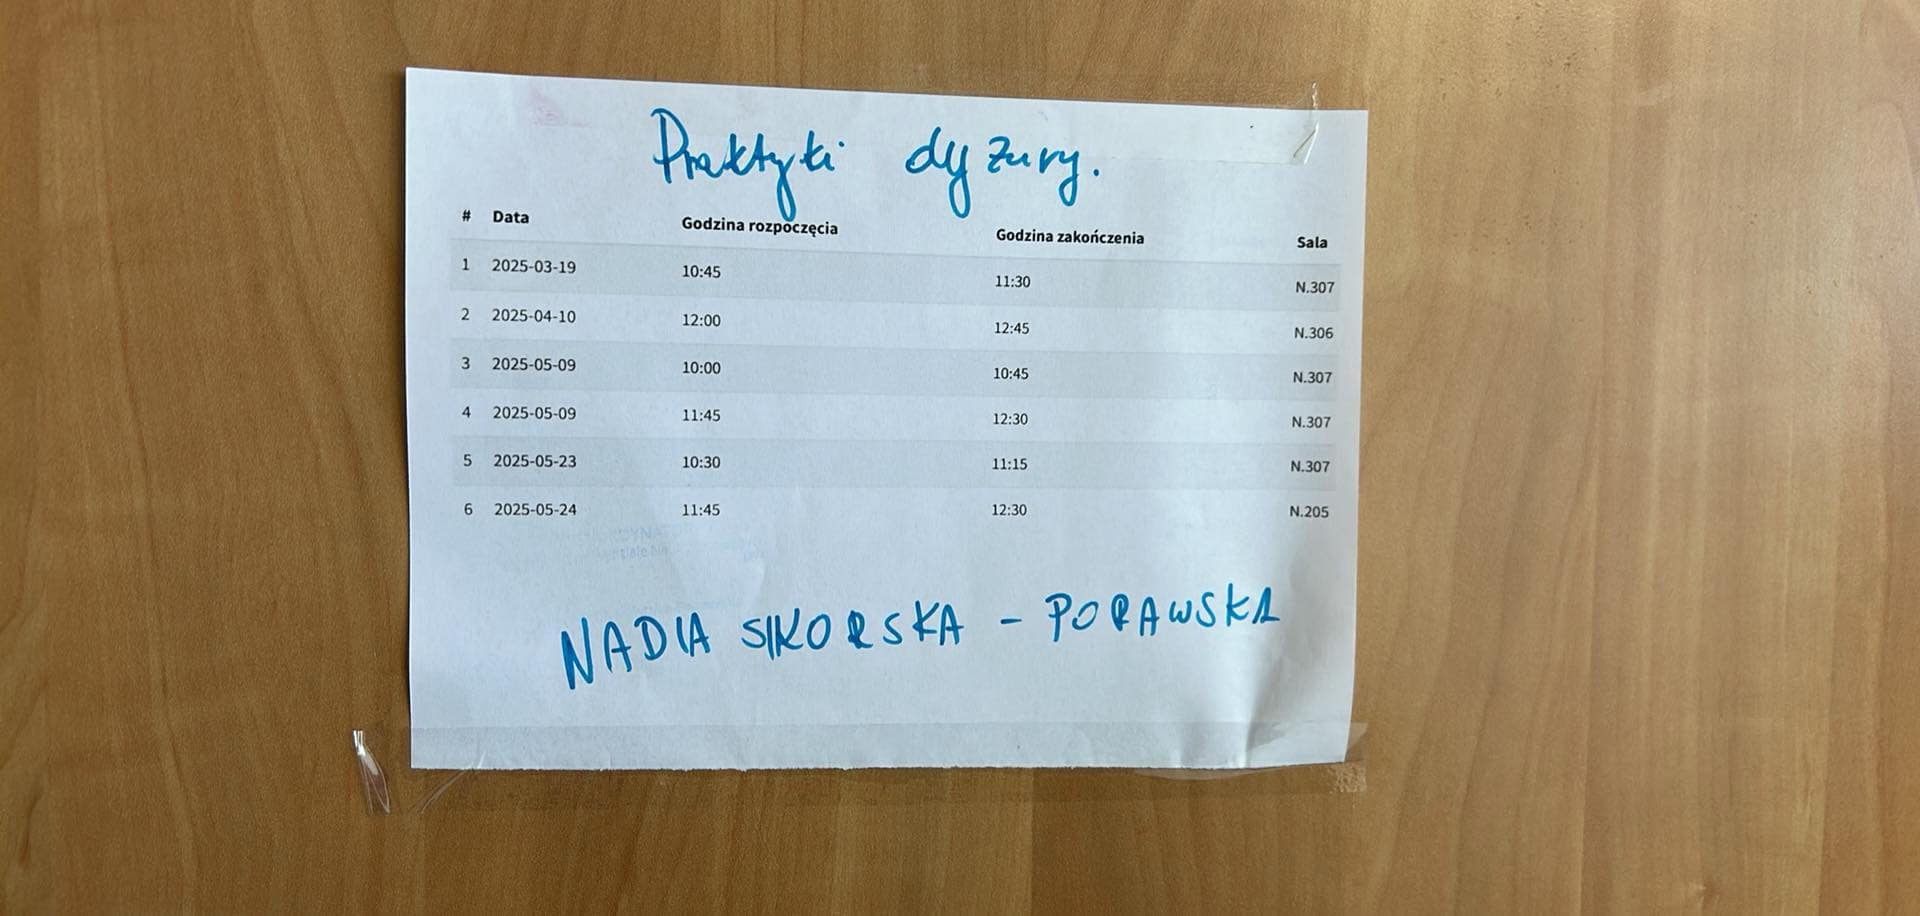 Praktyki dyżury.
# Data Godzina rozpoczęcia Godzina zakończenia Sala
1 2025-03-19 10:45 11:30 N.307
2 2025-04-10 12:00 12:45 N.306
3 2025-05-09 10:00 10:45 N.307
4 2025-05-09 11:45 12:30 N.307
5 2025-05-23 10:30 11:15 N.307
6 2025-05-24 11:45 12:30 N.205
NADIA SIKORSKA - PORAWSKA